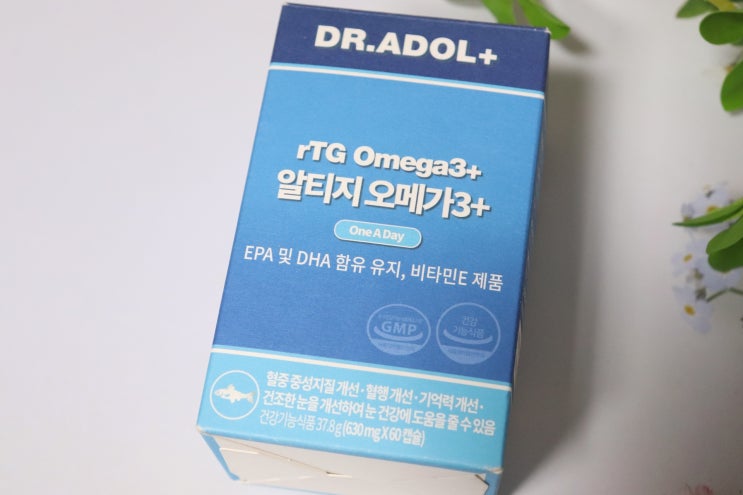 DR.ADOL+
rTG Omega3+
알티지 오메가3+
One A Day
EPA 및 DHA 함유 유지, 비타민E 제품
GMP
건강
기능식품
혈중 중성지질 개선 · 혈행 개선 · 기억력 개선 ·
건조한 눈을 개선하여 눈 건강에 도움을 줄 수 있음
건강기능식품 37.8 g (630 mg X 60 캡슐)